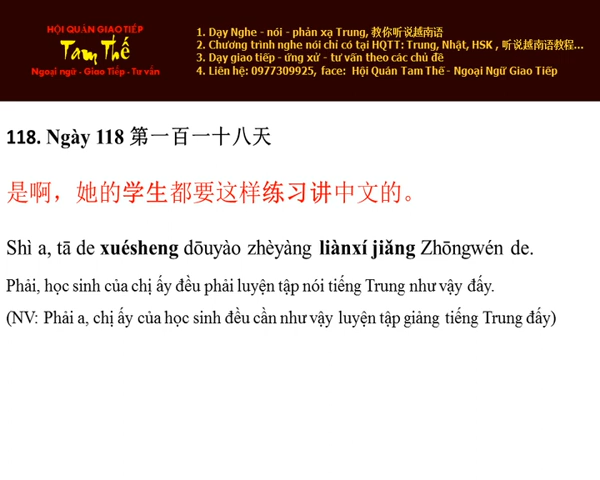 HỘI QUÁN GIAO TIẾP
Tam Thế
Ngoại ngữ - Giao Tiếp - Tư vấn
1. Dạy Nghe - nói - phản xạ Trung, 教你听说越南语
2. Chương trình nghe nói chỉ có tại HQTT: Trung, Nhật, HSK , 听说越南语教程...
3. Dạy giao tiếp - ứng xử - tư vấn theo các chủ đề
4. Liên hệ: 0977309925, face: Hội Quán Tam Thế - Ngoại Ngữ Giao Tiếp
118. Ngày 118 第一百一十八天
是啊，她的学生都要这样练习讲中文的。
Shì a, tā de xuésheng dōuyào zhèyàng liànxí jiǎng Zhōngwén de.
Phải, học sinh của chị ấy đều phải luyện tập nói tiếng Trung như vậy đấy.
(NV: Phải a, chị ấy của học sinh đều cần như vậy luyện tập giảng tiếng Trung đấy)